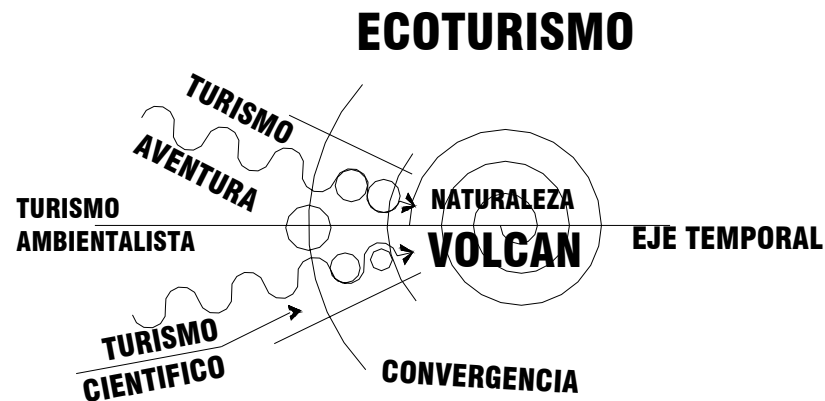 ECOTURISMO
TURISMO
AVENTURA
TURISMO
AMBIENTALISTA
NATURALEZA
VOLCAN
EJE TEMPORAL
TURISMO
CIENTIFICO
CONVERGENCIA